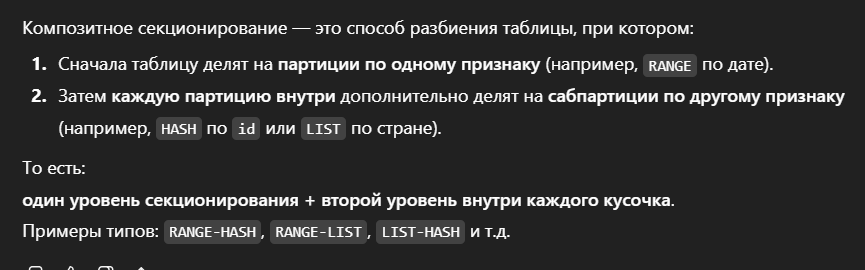 Композитное секционирование — это способ разбиения таблицы, при котором:
1. Сначала таблицу делят на партиции по одному признаку (например, RANGE по дате).
2. Затем каждую партицию внутри дополнительно делят на сабпартиции по другому признаку
(например, HASH по id или LIST по стране).
То есть:
один уровень секционирования + второй уровень внутри каждого кусочка.
Примеры типов: RANGE-HASH, RANGE-LIST, LIST-HASH и т.д.